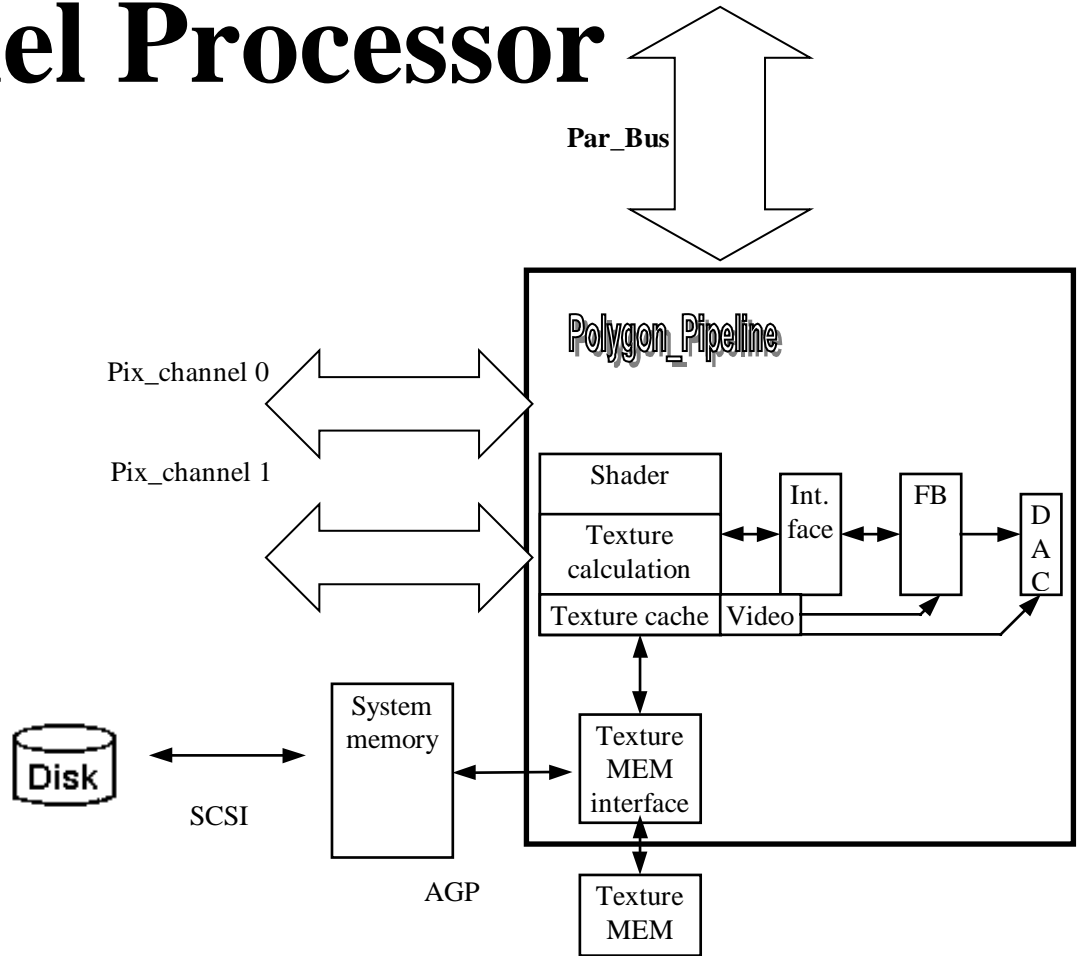 Processor
Par_Bus
Polygon_Pipeline
Pix_channel 0
Pix_channel 1
Shader
Texture
calculation
Texture cache
Video
Int.
face
FB
D
A
C
System
memory
Texture
MEM
interface
Disk
SCSI
AGP
Texture
MEM